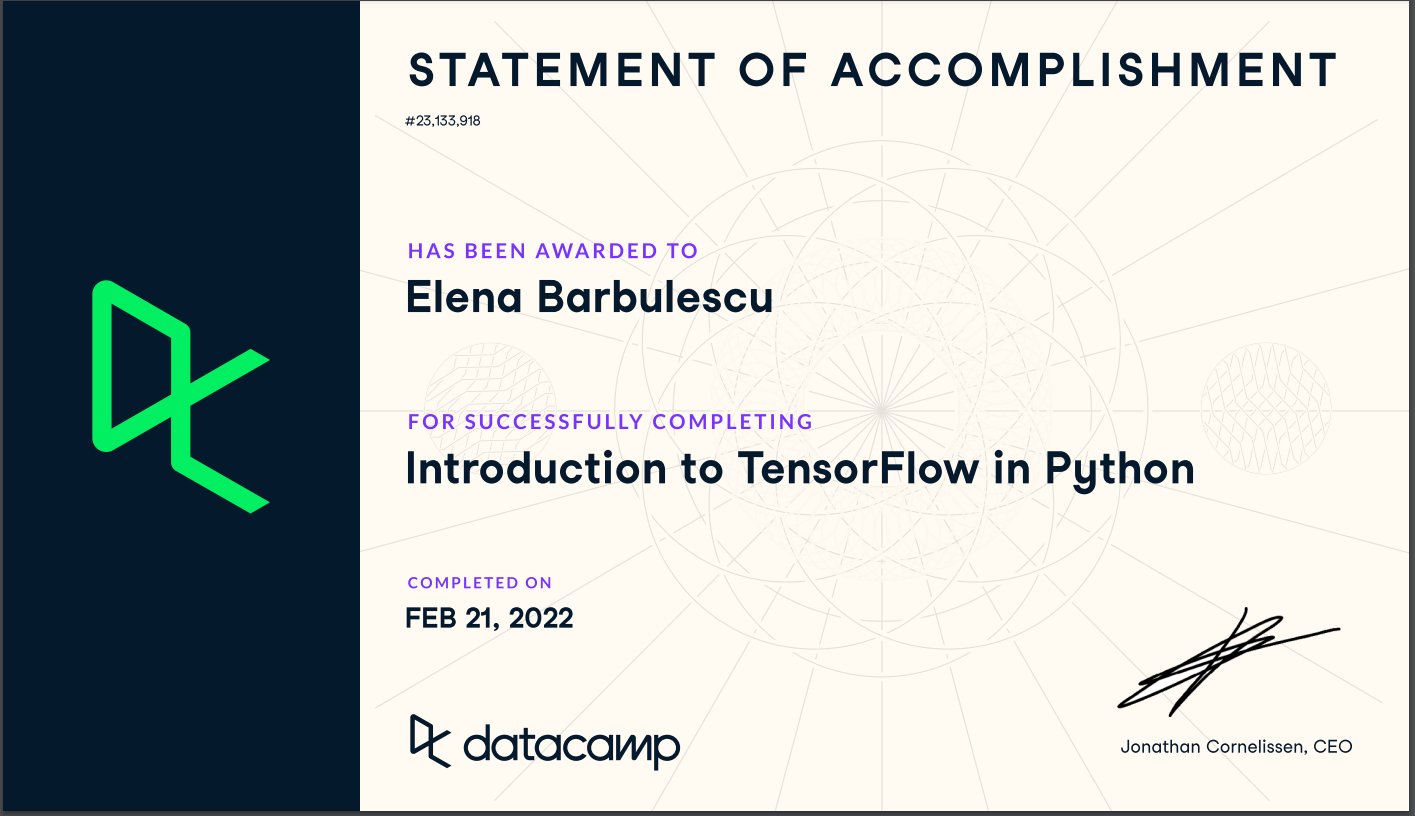 STATEMENT OF ACCOMPLISHMENT
#23,133,918
HAS BEEN AWARDED TO
Elena Barbulescu
FOR SUCCESSFULLY COMPLETING
Introduction to TensorFlow in Python
COMPLETED ON
FEB 21, 2022
datacamp
Jonathan Cornelissen, CEO